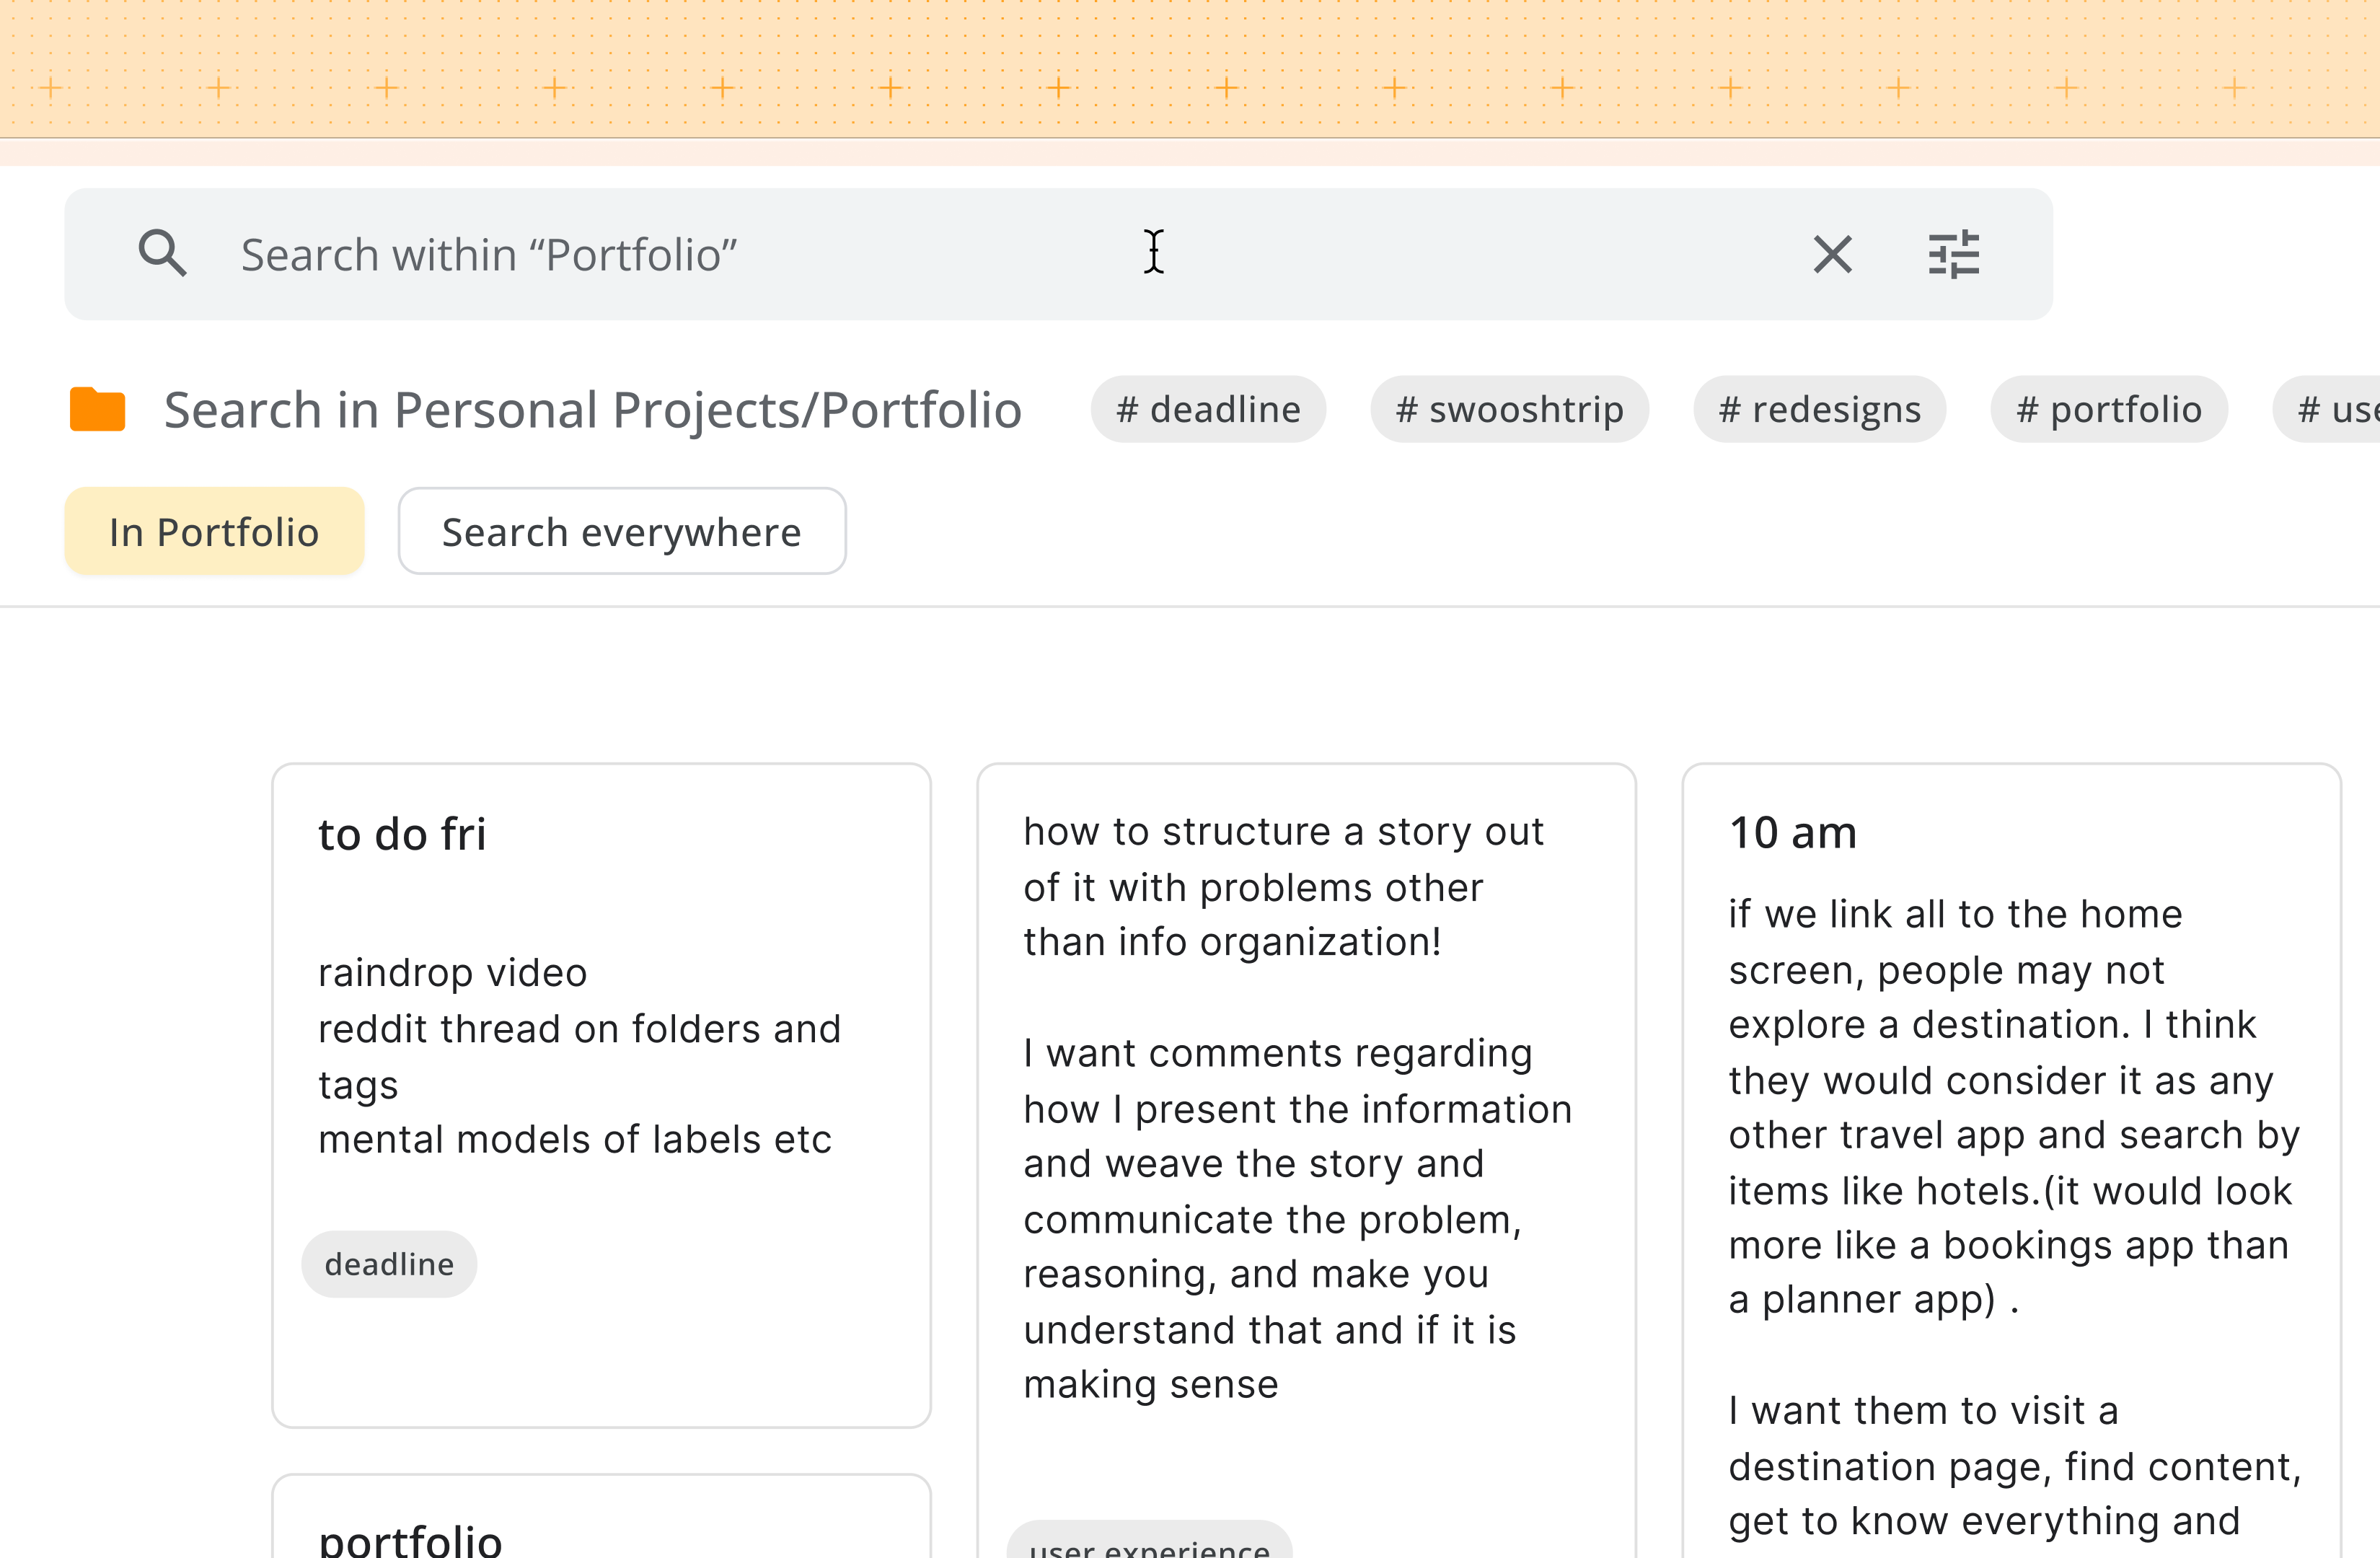 Search within “Portfolio”
Search in Personal Projects/Portfolio
# deadline
# swooshtrip
# redesigns
# portfolio
#
In Portfolio
Search everywhere
to do fri
raindrop video
reddit thread on folders and
tags
mental models of labels etc
deadline
portfolio
how to structure a story out
of it with problems other
than info organization!
I want comments regarding
how I present the information
and weave the story and
communicate the problem,
reasoning, and make you
understand that and if it is
making sense
user experience
10 am
if we link all to the home
screen, people may not
explore a destination. I think
they would consider it as any
other travel app and search by
items like hotels.(it would look
more like a bookings app than
a planner app) .
I want them to visit a
destination page, find content,
get to know everything and